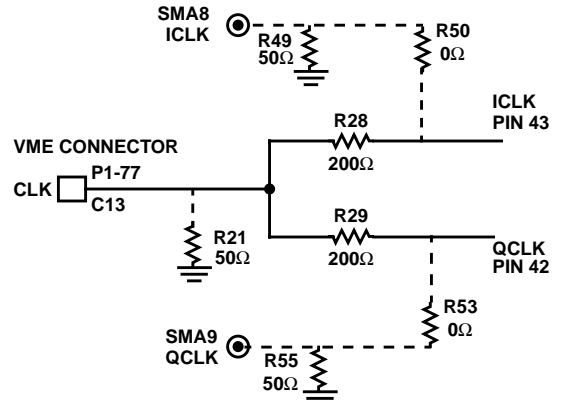 SMA8
ICLK
R49
50Ω
R50
0Ω
R28
200Ω
ICLK
PIN 43
VME CONNECTOR
P1-77
CLK
C13
R21
50Ω
R29
200Ω
QCLK
PIN 42
R53
0Ω
SMA9
QCLK
R55
50Ω